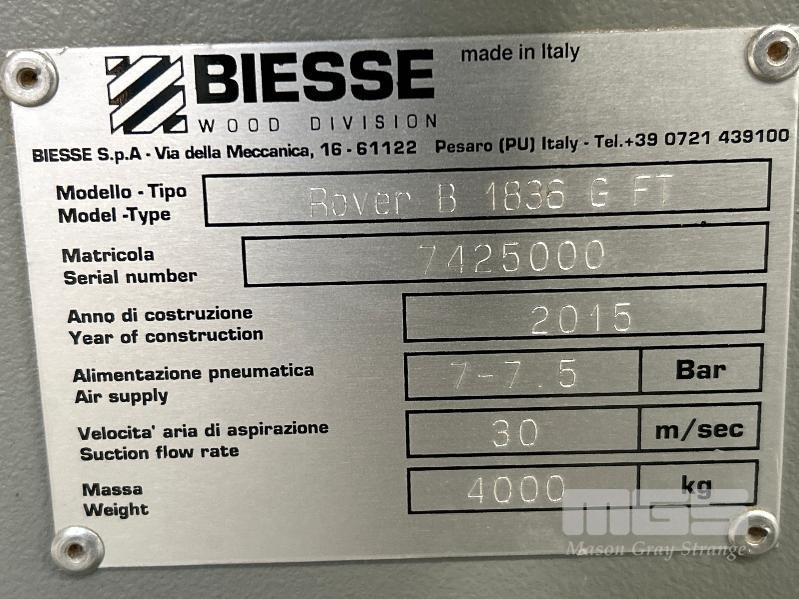 BIESSE made in Italy
WOOD DIVISION
BIESSE S.p.A - Via della Meccanica, 16 - 61122 Pesaro (PU) Italy - Tel.+39 0721 439100
Modello - Tipo
Model -Type
Rover B 1836 G FT
Matricola
Serial number
7425000
Anno di costruzione
Year of construction
2015
Alimentazione pneumatica
Air supply
7-7.5 Bar
Velocita' aria di aspirazione
Suction flow rate
30 m/sec
Massa
Weight
4000 kg
MGS
Mason Gray Strange